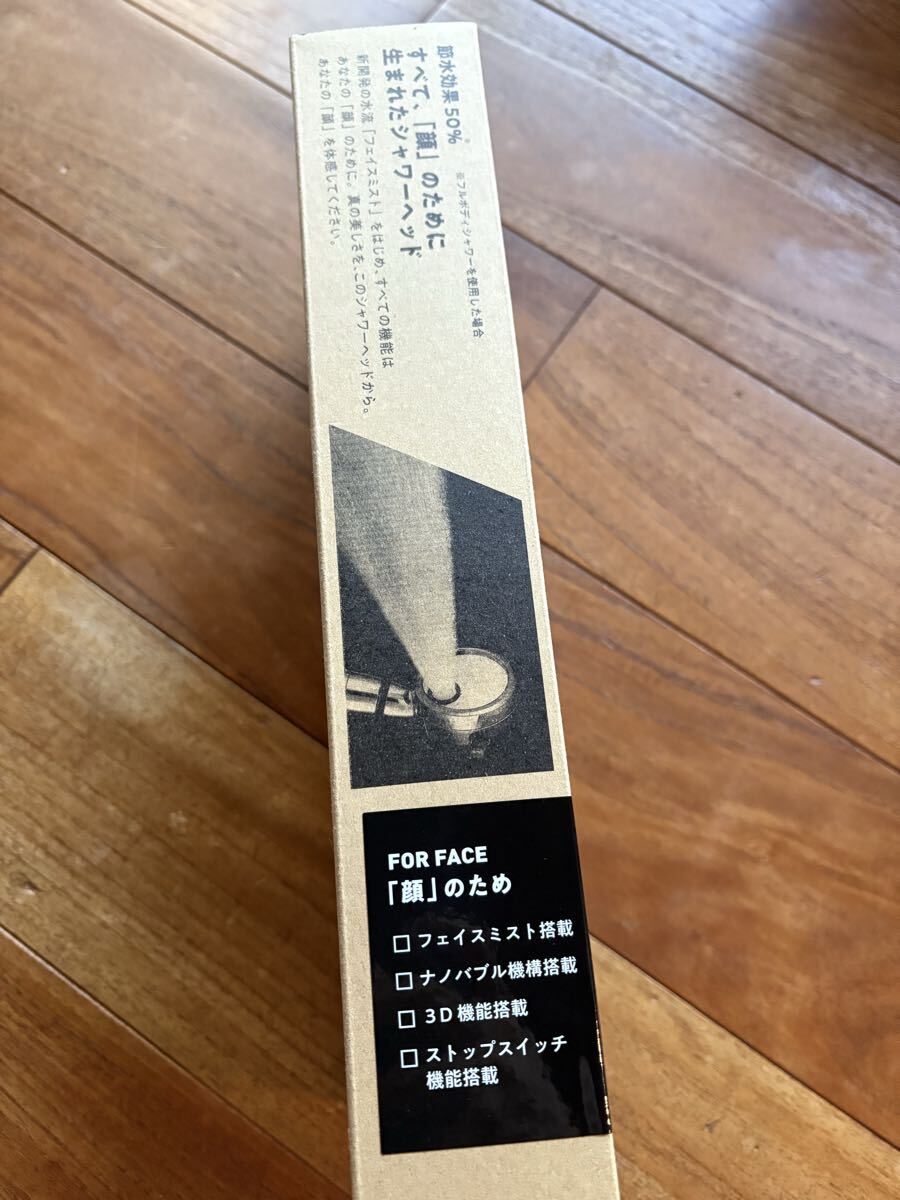 節水効果50%※
※フルボディシャワーを使用した場合
すべて、「顔」のために
生まれたシャワーヘッド
新開発の水流「フェイスミスト」をはじめ、すべての機能は
あなたの「顔」のために。真の美しさを、このシャワーヘッドから。
あなたの「顔」を体感してください。
FOR FACE
「顔」のため
□ フェイスミスト搭載
□ ナノバブル機構搭載
□ 3D機能搭載
□ ストップスイッチ
機能搭載